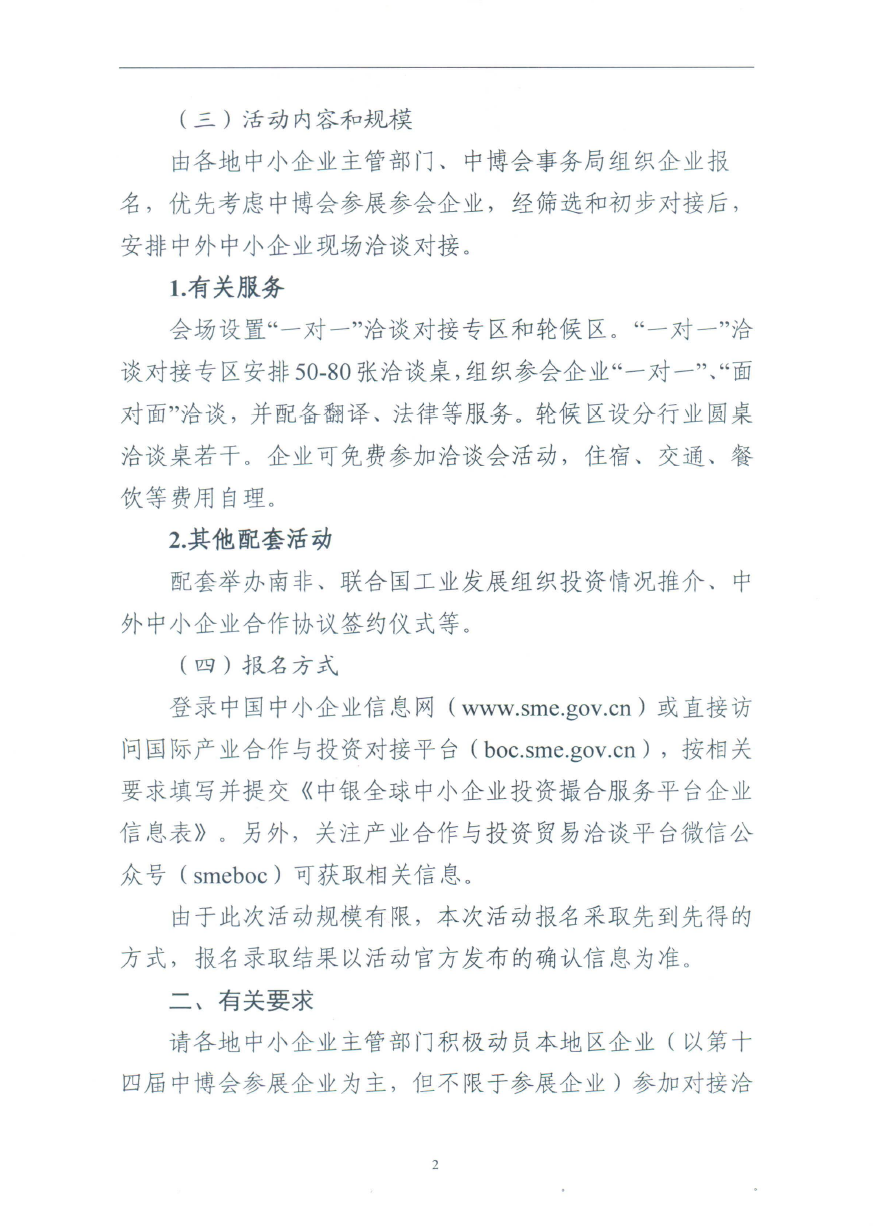 （三）活动内容和规模
由各地中小企业主管部门、中博会事务局组织企业报
名，优先考虑中博会参展参会企业，经筛选和初步对接后，
安排中外中小企业现场洽谈对接。
1.有关服务
会场设置“一对一”洽谈对接专区和轮候区。“一对一”洽
谈对接专区安排50-80张洽谈桌，组织参会企业“一对一”、“面
对面”洽谈，并配备翻译、法律等服务。轮候区设分行业圆桌
洽谈桌若干。企业可免费参加洽谈会活动，住宿、交通、餐
饮等费用自理。
2.其他配套活动
配套举办南非、联合国工业发展组织投资情况推介、中
外中小企业合作协议签约仪式等。
（四）报名方式
登录中国中小企业信息网（www.sme.gov.cn）或直接访
问国际产业合作与投资对接平台（boc.sme.gov.cn），按相关
要求填写并提交《中银全球中小企业投资撮合服务平台企业
信息表》。另外，关注产业合作与投资贸易洽谈平台微信公
众号（smeboc）可获取相关信息。
由于此次活动规模有限，本次活动报名采取先到先得的
方式，报名录取结果以活动官方发布的确认信息为准。
二、有关要求
请各地中小企业主管部门积极动员本地区企业（以第十
四届中博会参展企业为主，但不限于参展企业）参加对接洽
2